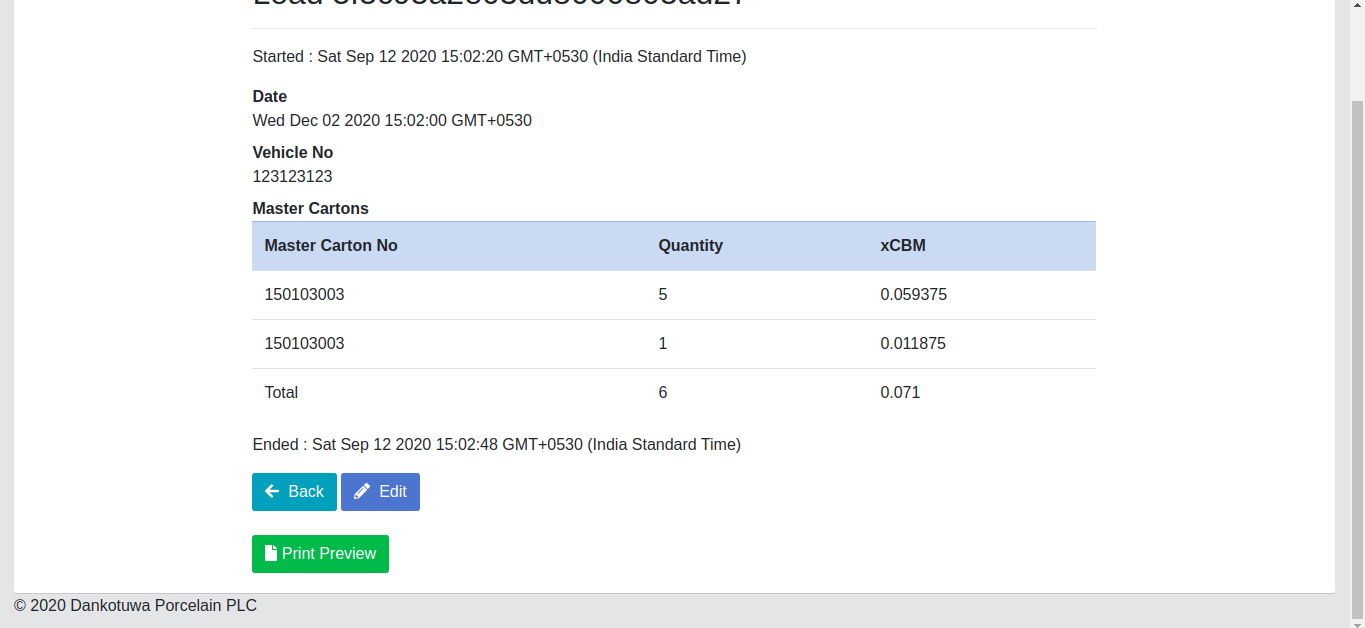 Started : Sat Sep 12 2020 15:02:20 GMT+0530 (India Standard Time)
Date
Wed Dec 02 2020 15:02:00 GMT+0530
Vehicle No
123123123
Master Cartons
Master Carton No Quantity xCBM
150103003 5 0.059375
150103003 1 0.011875
Total 6 0.071
Ended : Sat Sep 12 2020 15:02:48 GMT+0530 (India Standard Time)
Back Edit
Print Preview
© 2020 Dankotuwa Porcelain PLC